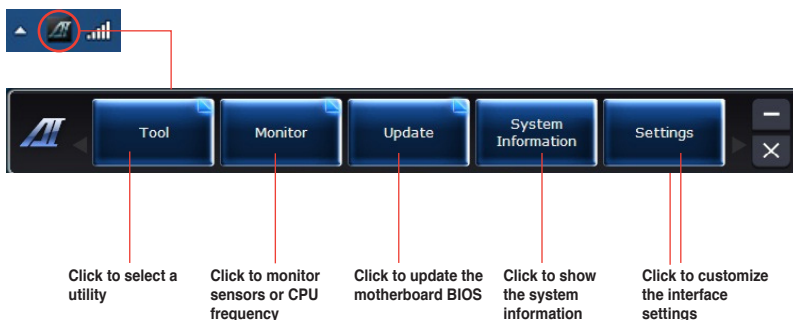 Tool
Monitor
Update
System
Information
Settings
Click to select a
utility
Click to monitor
sensors or CPU
frequency
Click to update the
motherboard BIOS
Click to show
the system
information
Click to customize
the interface
settings